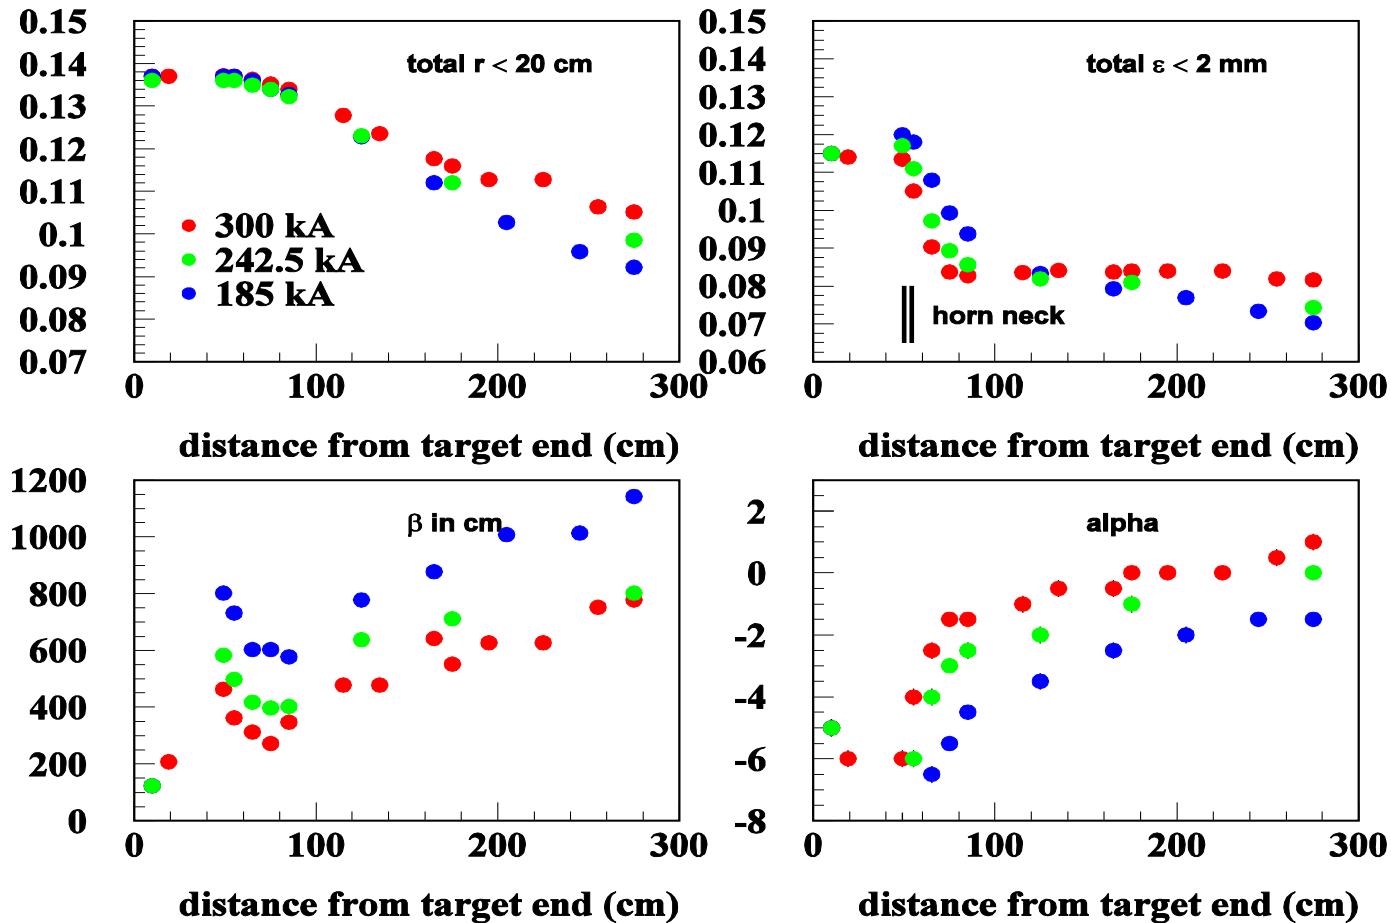 0.15
0.14
0.13
0.12
0.11
0.1
0.09
0.08
0.07
total r < 20 cm
300 kA
242.5 kA
185 kA
0 100 200 300
distance from target end (cm)
0.15
0.14
0.13
0.12
0.11
0.1
0.09
0.08
0.07
0.06
total ε < 2 mm
horn neck
0 100 200 300
distance from target end (cm)
1200
1000
800
600
400
200
0
β in cm
0 100 200 300
distance from target end (cm)
2
0
-2
-4
-6
-8
alpha
0 100 200 300
distance from target end (cm)